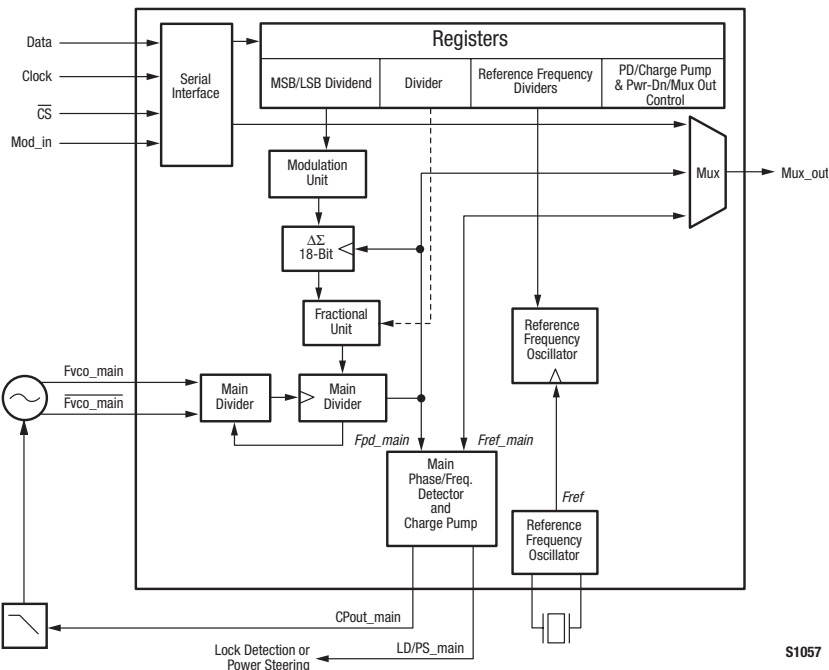 Registers
Data
Clock
CS
Mod_in
Serial
Interface
MSB/LSB Dividend
Divider
Reference Frequency
Dividers
PD/Charge Pump
& Pwr-Dn/Mux Out
Control
Modulation
Unit
Mux
Mux_out
ΔΣ
18-Bit
Fractional
Unit
Reference
Frequency
Oscillator
Fvco_main
Fvco_main
Main
Divider
Main
Divider
Fpd_main
Fref_main
Main
Phase/Freq.
Detector
and
Charge Pump
Fref
Reference
Frequency
Oscillator
CPout_main
Lock Detection or
Power Steering
LD/PS_main
S1057